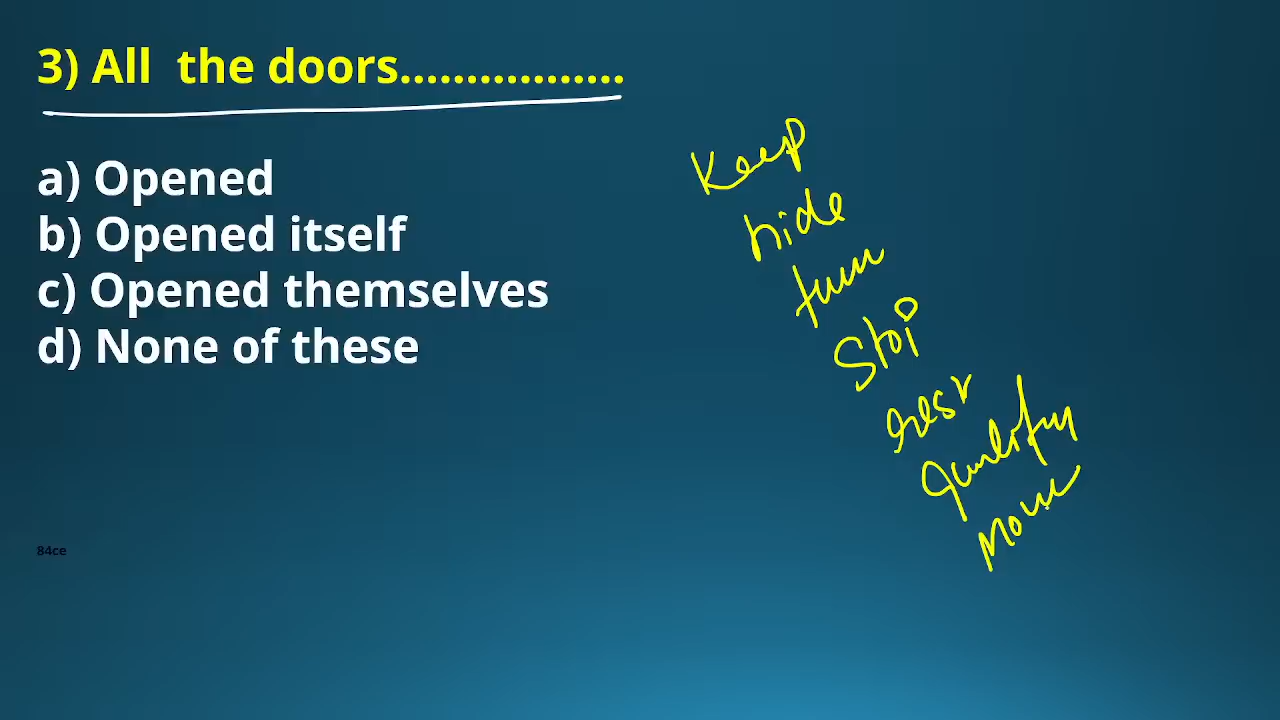 3) All the doors.................
a) Opened
b) Opened itself
c) Opened themselves
d) None of these
Keep
hide
turn
Stop
rest
Qualify
Move
84ce